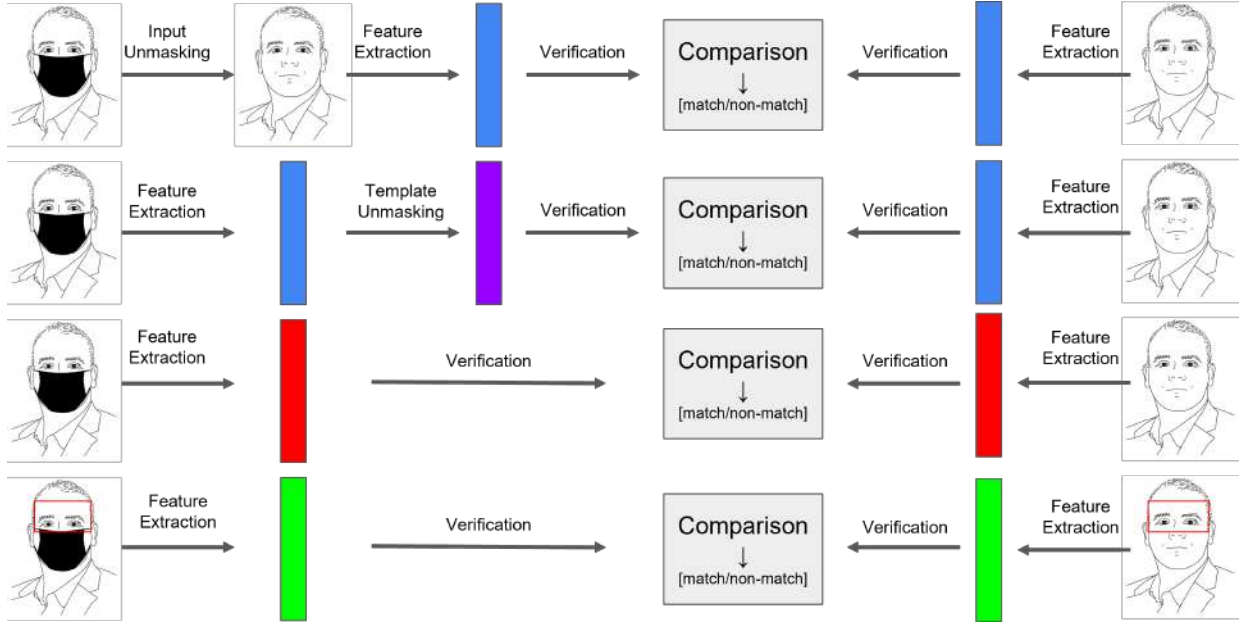 Input
Unmasking
Feature
Extraction
Verification
Comparison
↓
[match/non-match]
Verification
Feature
Extraction
Feature
Extraction
Template
Unmasking
Verification
Comparison
↓
[match/non-match]
Verification
Feature
Extraction
Feature
Extraction
Verification
Comparison
↓
[match/non-match]
Verification
Feature
Extraction
Feature
Extraction
Verification
Comparison
↓
[match/non-match]
Verification
Feature
Extraction